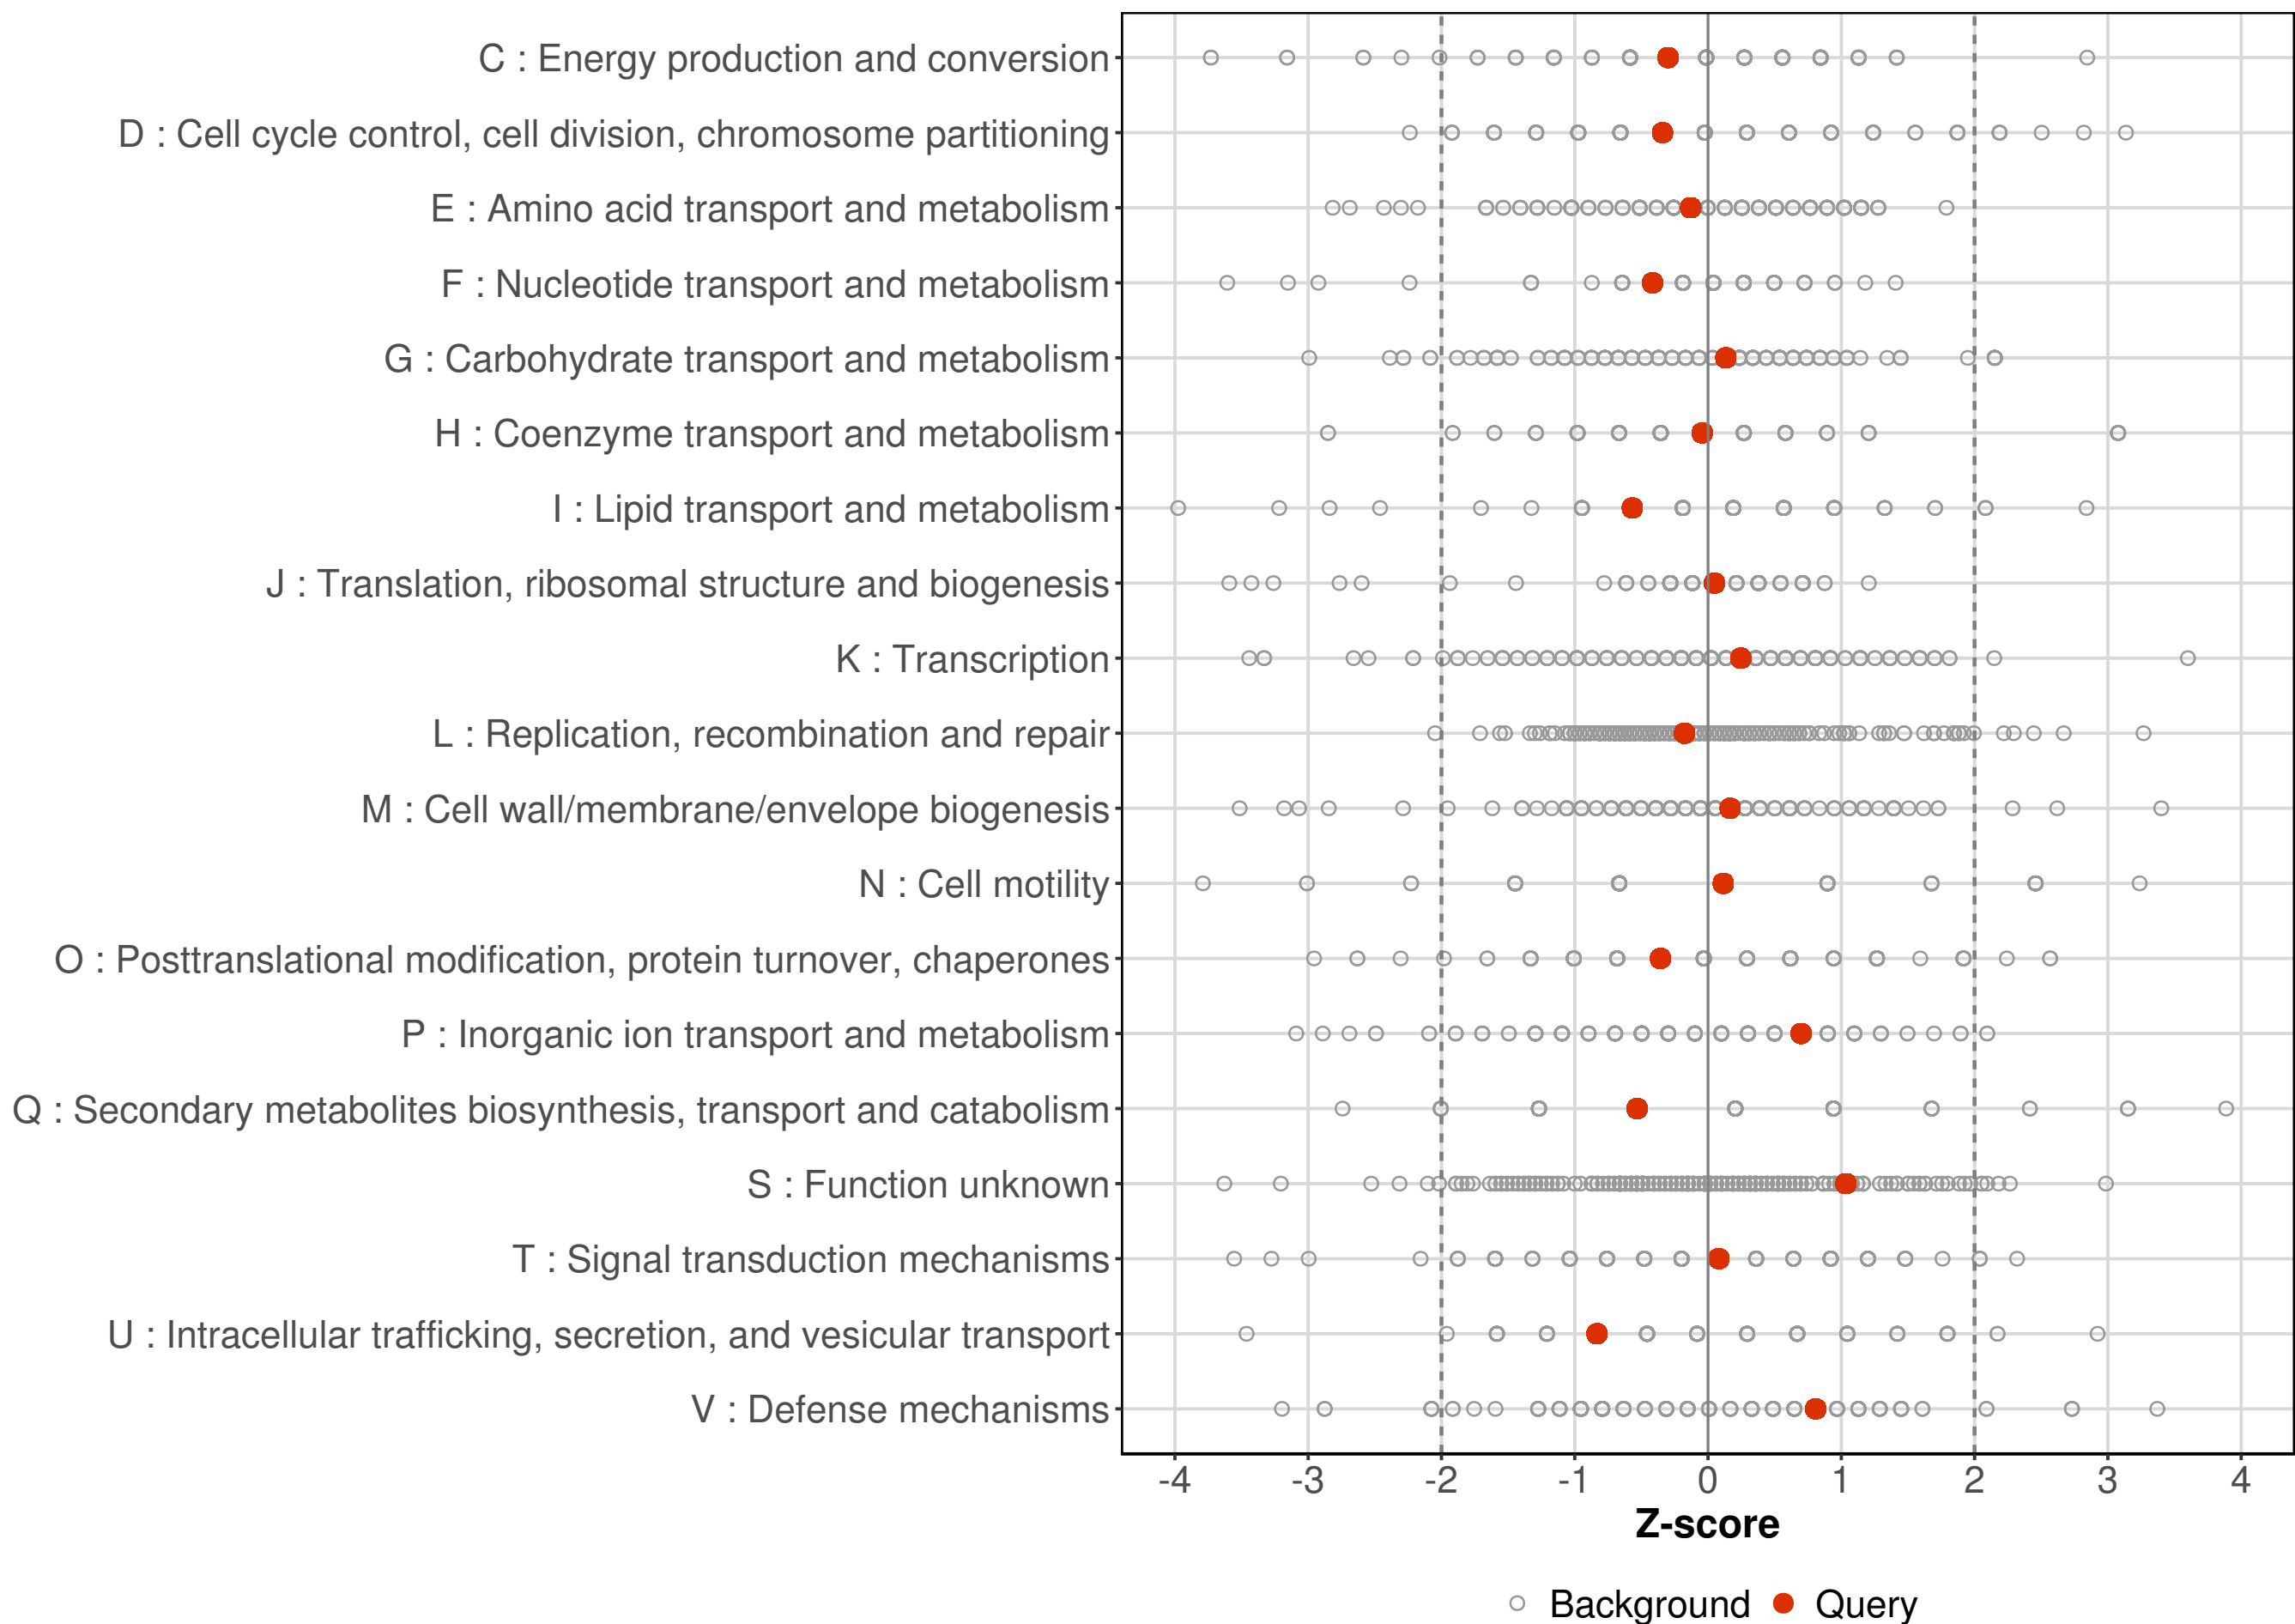 C : Energy production and conversion
D : Cell cycle control, cell division, chromosome partitioning
E : Amino acid transport and metabolism
F : Nucleotide transport and metabolism
G : Carbohydrate transport and metabolism
H : Coenzyme transport and metabolism
I : Lipid transport and metabolism
J : Translation, ribosomal structure and biogenesis
K : Transcription
L : Replication, recombination and repair
M : Cell wall/membrane/envelope biogenesis
N : Cell motility
O : Posttranslational modification, protein turnover, chaperones
P : Inorganic ion transport and metabolism
Q : Secondary metabolites biosynthesis, transport and catabolism
S : Function unknown
T : Signal transduction mechanisms
U : Intracellular trafficking, secretion, and vesicular transport
V : Defense mechanisms
-4 -3 -2 -1 0 1 2 3 4
Z-score
Background Query